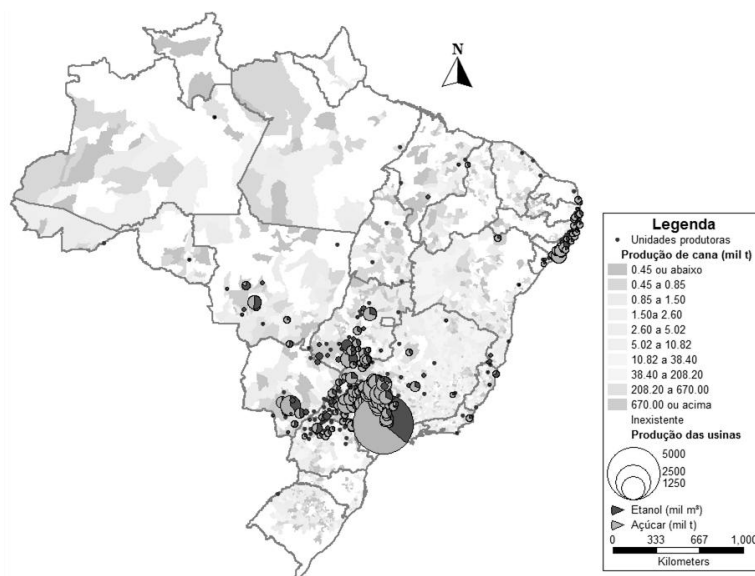 N
Legenda
Unidades produtoras
Produção de cana (mil t)
0.45 ou abaixo
0.45 a 0.85
0.85 a 1.50
1.50a 2.60
2.60 a 5.02
5.02 a 10.82
10.82 a 38.40
38.40 a 208.20
208.20 a 670.00
670.00 ou acima
Inexistente
Produção das usinas
5000
2500
1250
Etanol (mil m³)
Açúcar (mil t)
0 333 667 1,000
Kilometers